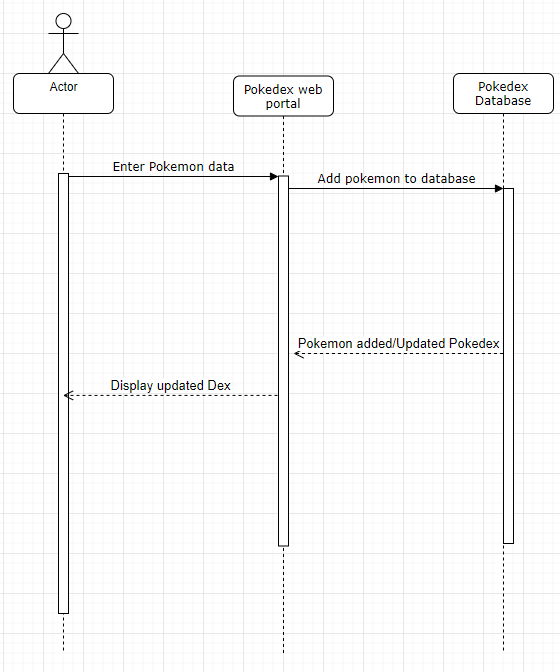 Actor
Pokedex web
portal
Pokedex
Database
Enter Pokemon data
Add pokemon to database
Pokemon added/Updated Pokedex
Display updated Dex